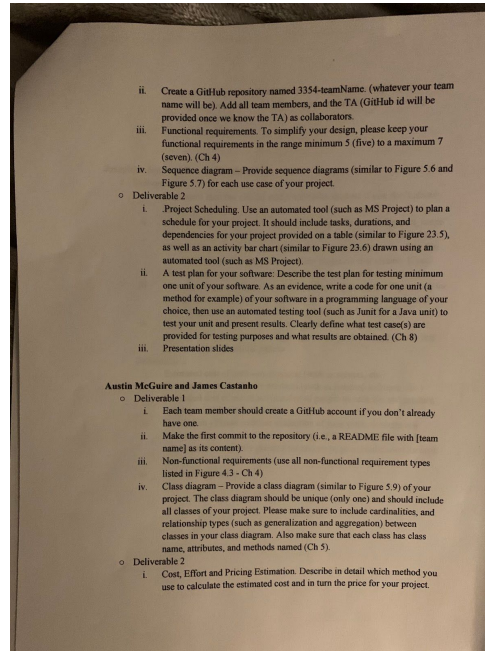 ii. Create a GitHub repository named 3354-teamName. (whatever your team
name will be). Add all team members, and the TA (GitHub id will be
provided once we know the TA) as collaborators.
iii. Functional requirements. To simplify your design, please keep your
functional requirements in the range minimum 5 (five) to a maximum 7
(seven). (Ch 4)
iv. Sequence diagram – Provide sequence diagrams (similar to Figure 5.6 and
Figure 5.7) for each use case of your project.
o Deliverable 2
i. .Project Scheduling. Use an automated tool (such as MS Project) to plan a
schedule for your project. It should include tasks, durations, and
dependencies for your project provided on a table (similar to Figure 23.5),
as well as an activity bar chart (similar to Figure 23.6) drawn using an
automated tool (such as MS Project).
ii. A test plan for your software: Describe the test plan for testing minimum
one unit of your software. As an evidence, write a code for one unit (a
method for example) of your software in a programming language of your
choice, then use an automated testing tool (such as Junit for a Java unit) to
test your unit and present results. Clearly define what test case(s) are
provided for testing purposes and what results are obtained. (Ch 8)
iii. Presentation slides
Austin McGuire and James Castanho
o Deliverable 1
i. Each team member should create a GitHub account if you don't already
have one.
ii. Make the first commit to the repository (i.e., a README file with [team
name] as its content).
iii. Non-functional requirements (use all non-functional requirement types
listed in Figure 4.3 - Ch 4)
iv. Class diagram – Provide a class diagram (similar to Figure 5.9) of your
project. The class diagram should be unique (only one) and should include
all classes of your project. Please make sure to include cardinalities, and
relationship types (such as generalization and aggregation) between
classes in your class diagram. Also make sure that each class has class
name, attributes, and methods named (Ch 5).
o Deliverable 2
i. Cost, Effort and Pricing Estimation. Describe in detail which method you
use to calculate the estimated cost and in turn the price for your project.